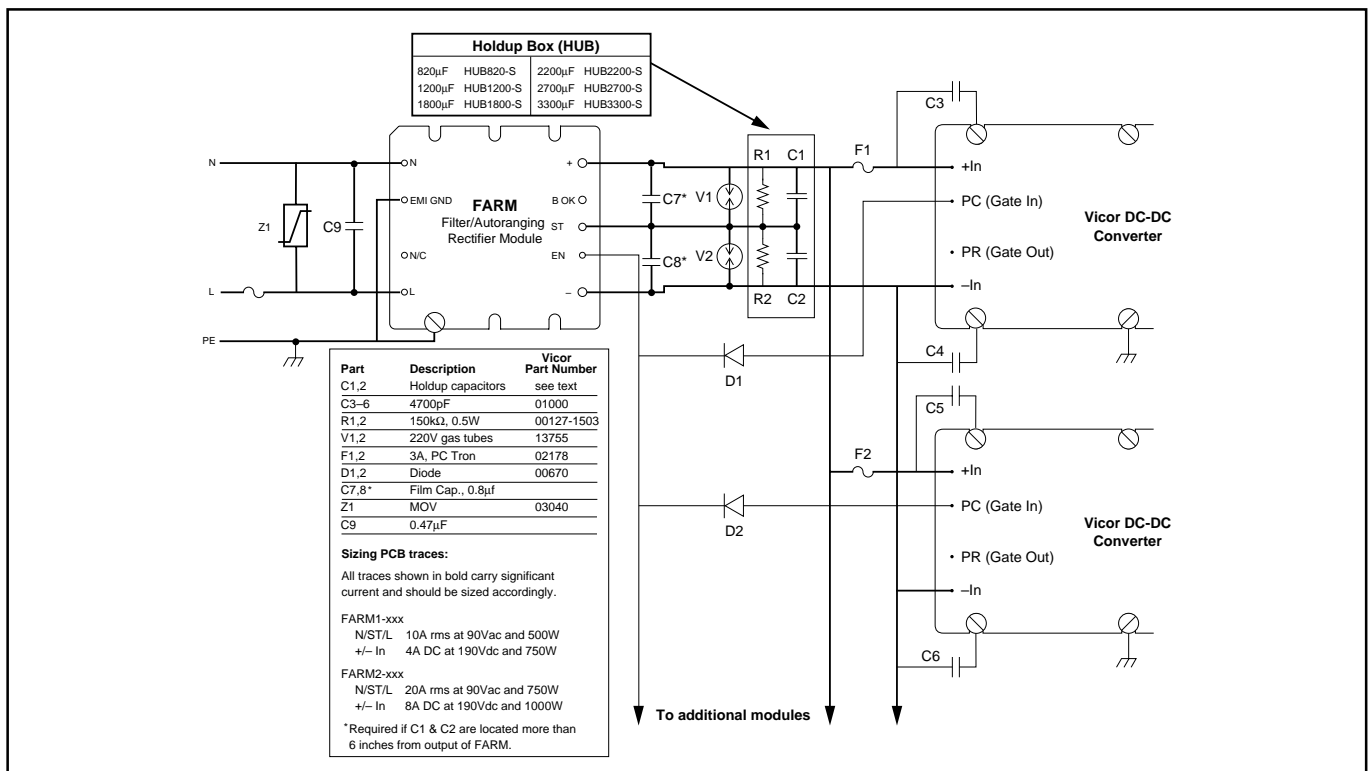 Holdup Box (HUB)
820µF HUB820-S 2200µF HUB2200-S
1200µF HUB1200-S 2700µF HUB2700-S
1800µF HUB1800-S 3300µF HUB3300-S
N
L
PE
Z1
C9
N
EMI GND
N/C
L
FARM
Filter/Autoranging
Rectifier Module
+
B OK
ST
EN
–
C7*
C8*
V1
V2
R1 C1
R2 C2
F1
C3
+In
PC (Gate In)
PR (Gate Out)
–In
Vicor DC-DC
Converter
C4
D1
C5
F2
+In
PC (Gate In)
PR (Gate Out)
–In
Vicor DC-DC
Converter
D2
C6
To additional modules
Part Description Vicor Part Number
C1,2 Holdup capacitors see text
C3–6 4700pF 01000
R1,2 150kΩ, 0.5W 00127-1503
V1,2 220V gas tubes 13755
F1,2 3A, PC Tron 02178
D1,2 Diode 00670
C7,8* Film Cap., 0.8µf
Z1 MOV 03040
C9 0.47µF
Sizing PCB traces:
All traces shown in bold carry significant
current and should be sized accordingly.
FARM1-xxx
N/ST/L 10A rms at 90Vac and 500W
+/– In 4A DC at 190Vdc and 750W
FARM2-xxx
N/ST/L 20A rms at 90Vac and 750W
+/– In 8A DC at 190Vdc and 1000W
*Required if C1 & C2 are located more than
6 inches from output of FARM.